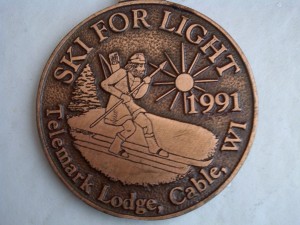 SKI FOR LIGHT
1991
Telemark Lodge, Cable, WI